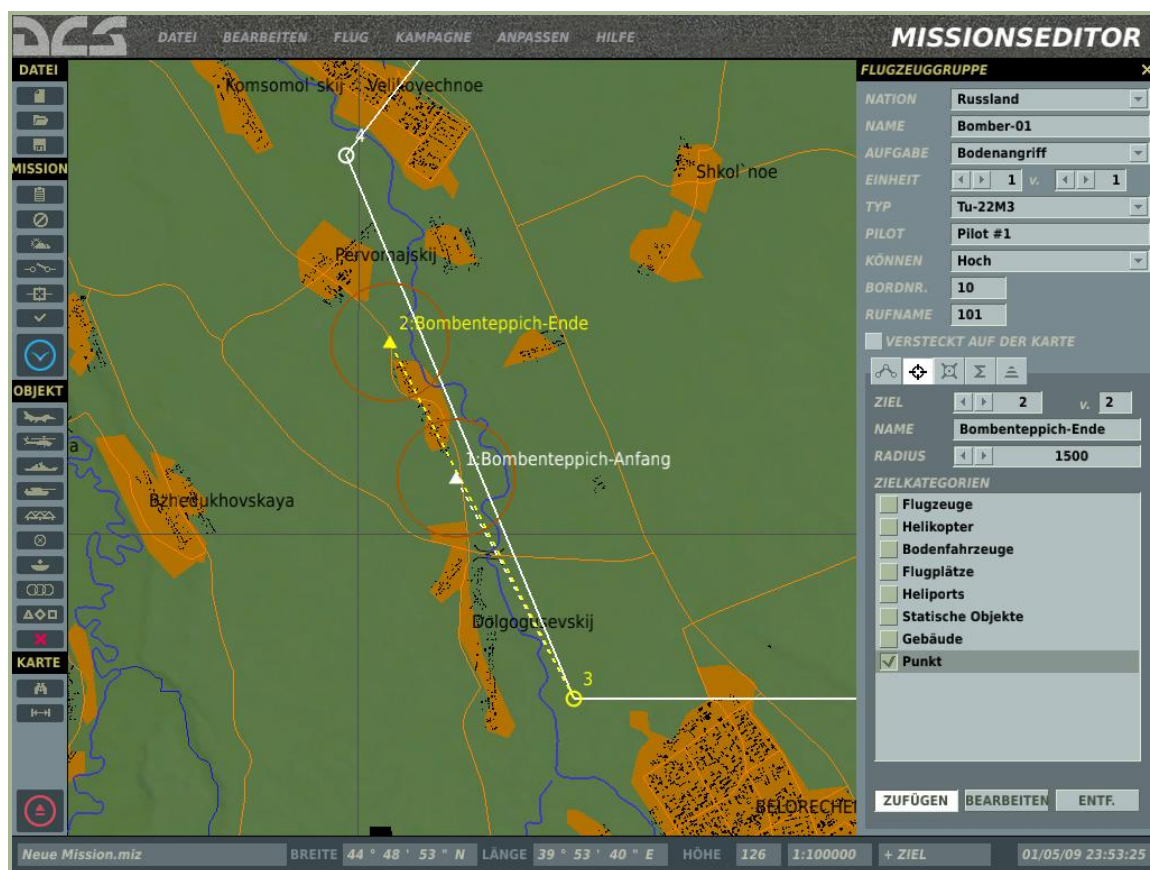 DCS
DATEI BEARBEITEN FLUG KAMPAGNE ANPASSEN HILFE
MISSIONSEDITOR
DATEI
MISSION
OBJEKT
KARTE
Komsomol`skij
Velikovechnoe
4
Shkol`noe
Pervomajskij
2:Bombenteppich-Ende
1:Bombenteppich-Anfang
a
Bzhedukhovskaya
Dolgogusevskij
3
BELORECHE
FLUGZEUGGRUPPE
NATION Russland
NAME Bomber-01
AUFGABE Bodenangriff
EINHEIT 1 v. 1
TYP Tu-22M3
PILOT Pilot #1
KÖNNEN Hoch
BORDNR. 10
RUFNAME 101
VERSTECKT AUF DER KARTE
Σ
ZIEL 2 v. 2
NAME Bombenteppich-Ende
RADIUS 1500
ZIELKATEGORIEN
Flugzeuge
Helikopter
Bodenfahrzeuge
Flugplätze
Heliports
Statische Objekte
Gebäude
Punkt
ZUFÜGEN BEARBEITEN ENTF.
Neue Mission.miz BREITE 44 ° 48 ' 53 " N LÄNGE 39 ° 53 ' 40 " E HÖHE 126 1:100000 + ZIEL 01/05/09 23:53:25